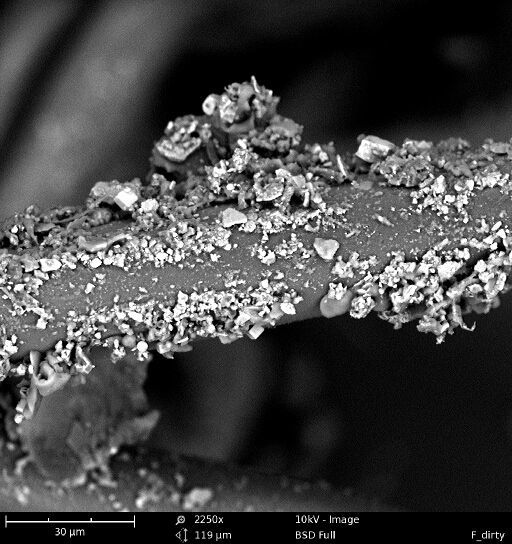 30 µm
2250x
119 µm
10kV - Image
BSD Full
F_dirty